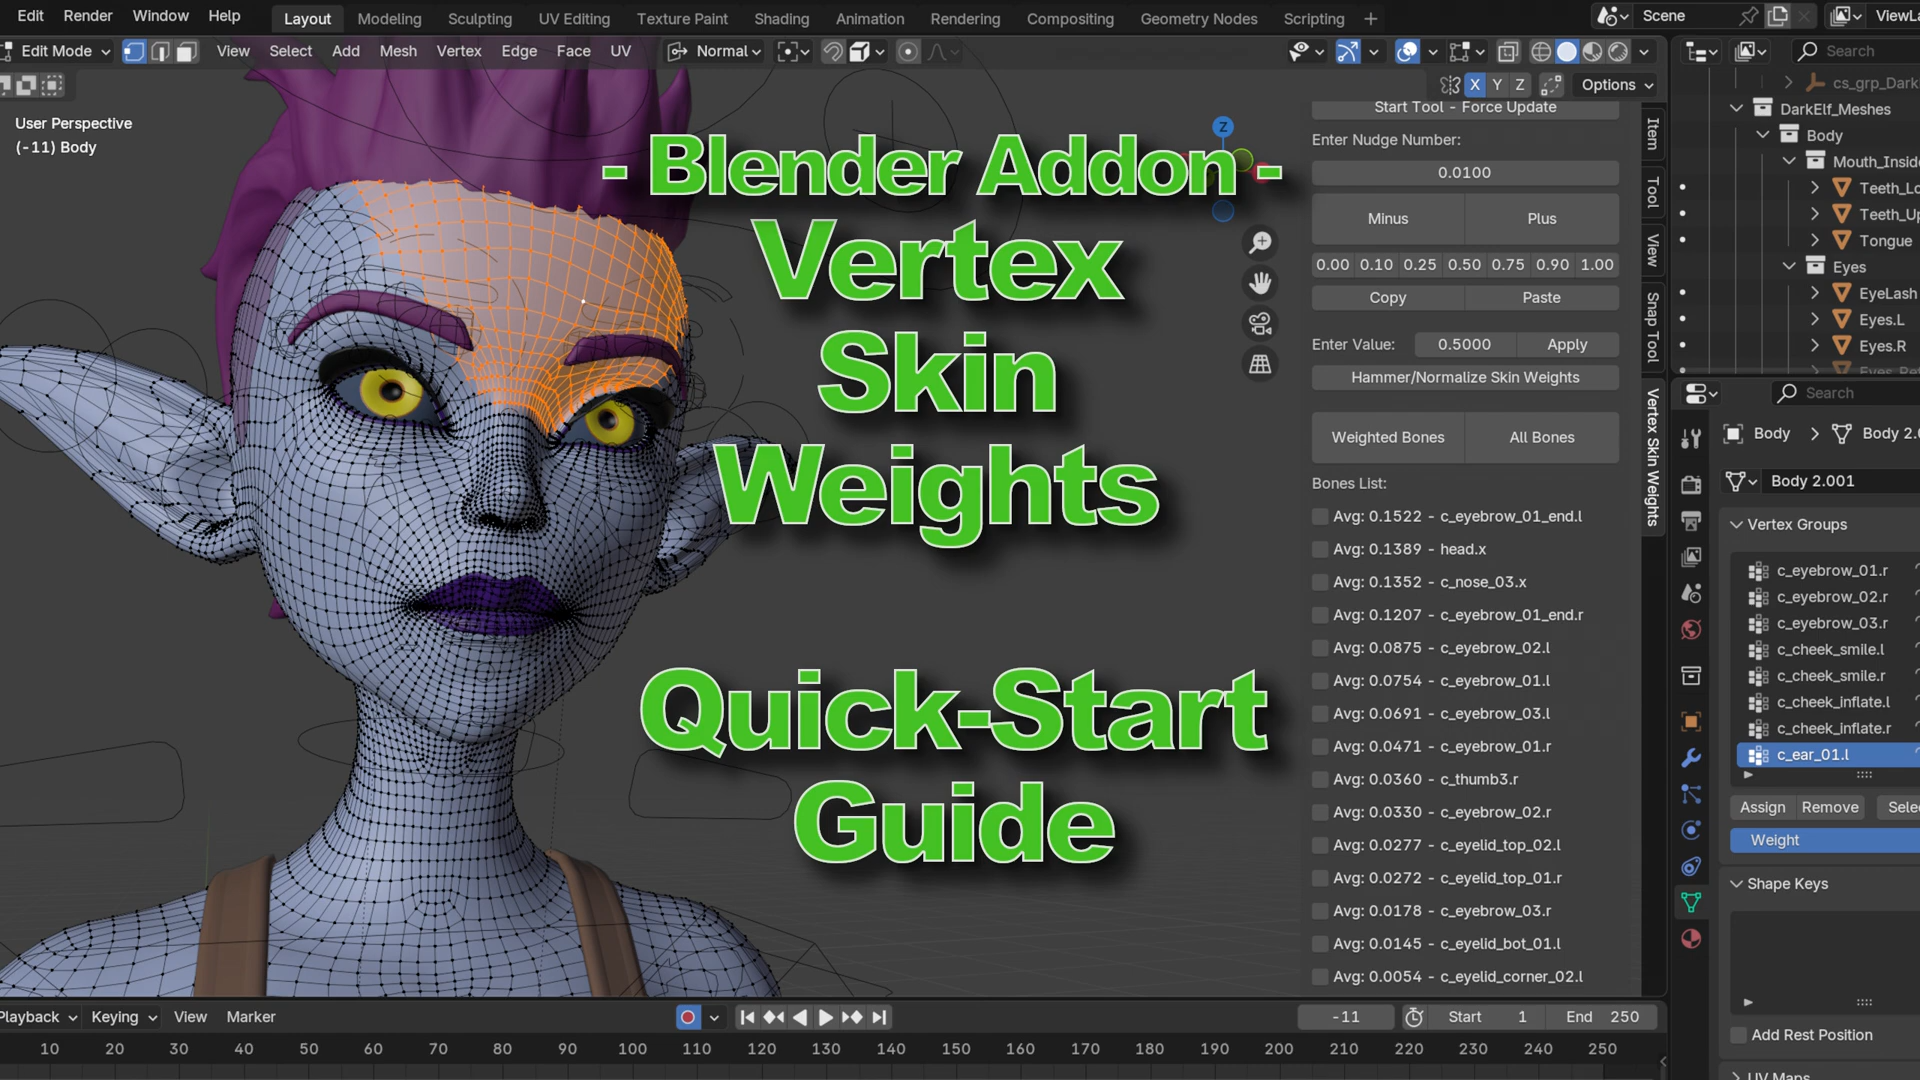 Edit Render Window Help Layout Modeling Sculpting UV Editing Texture Paint Shading Animation Rendering Compositing Geometry Nodes Scripting + Scene
Edit Mode View Select Add Mesh Vertex Edge Face UV Normal Search
X Y Z Options
User Perspective
(-11) Body
- Blender Addon -
Vertex
Skin
Weights
Quick-Start
Guide
Z
Start Tool - Force Update
Enter Nudge Number:
0.0100
Minus Plus
0.00 0.10 0.25 0.50 0.75 0.90 1.00
Copy Paste
Enter Value: 0.5000 Apply
Hammer/Normalize Skin Weights
Weighted Bones All Bones
Bones List:
Avg: 0.1522 - c_eyebrow_01_end.l
Avg: 0.1389 - head.x
Avg: 0.1352 - c_nose_03.x
Avg: 0.1207 - c_eyebrow_01_end.r
Avg: 0.0875 - c_eyebrow_02.l
Avg: 0.0754 - c_eyebrow_01.l
Avg: 0.0691 - c_eyebrow_03.l
Avg: 0.0471 - c_eyebrow_01.r
Avg: 0.0360 - c_thumb3.r
Avg: 0.0330 - c_eyebrow_02.r
Avg: 0.0277 - c_eyelid_top_02.l
Avg: 0.0272 - c_eyelid_top_01.r
Avg: 0.0178 - c_eyebrow_03.r
Avg: 0.0145 - c_eyelid_bot_01.l
Avg: 0.0054 - c_eyelid_corner_02.l
Item
Tool
View
Snap Tool
Vertex Skin Weights
cs_grp_Dark
DarkElf_Meshes
Body
Mouth_Insid
Teeth_Lo
Teeth_Up
Tongue
Eyes
EyeLash
Eyes.L
Eyes.R
Search
Body > Body 2.0
Body 2.001
Vertex Groups
c_eyebrow_01.r
c_eyebrow_02.r
c_eyebrow_03.r
c_cheek_smile.l
c_cheek_smile.r
c_cheek_inflate.l
c_cheek_inflate.r
c_ear_01.l
Assign Remove Sele
Weight
Shape Keys
Add Rest Position
UV Maps
Playback Keying View Marker -11 Start 1 End 250
10 20 30 40 50 60 70 80 90 100 110 120 130 140 150 160 170 180 190 200 210 220 230 240 250